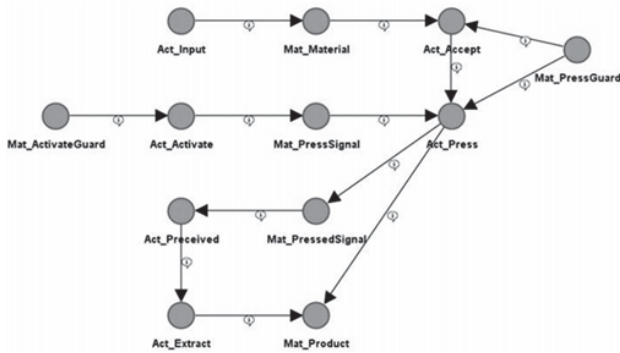 Act_Input
Mat_Material
Act_Accept
Mat_PressGuard
Mat_ActivateGuard
Act_Activate
Mat_PressSignal
Act_Press
Act_Preceived
Mat_PressedSignal
Act_Extract
Mat_Product